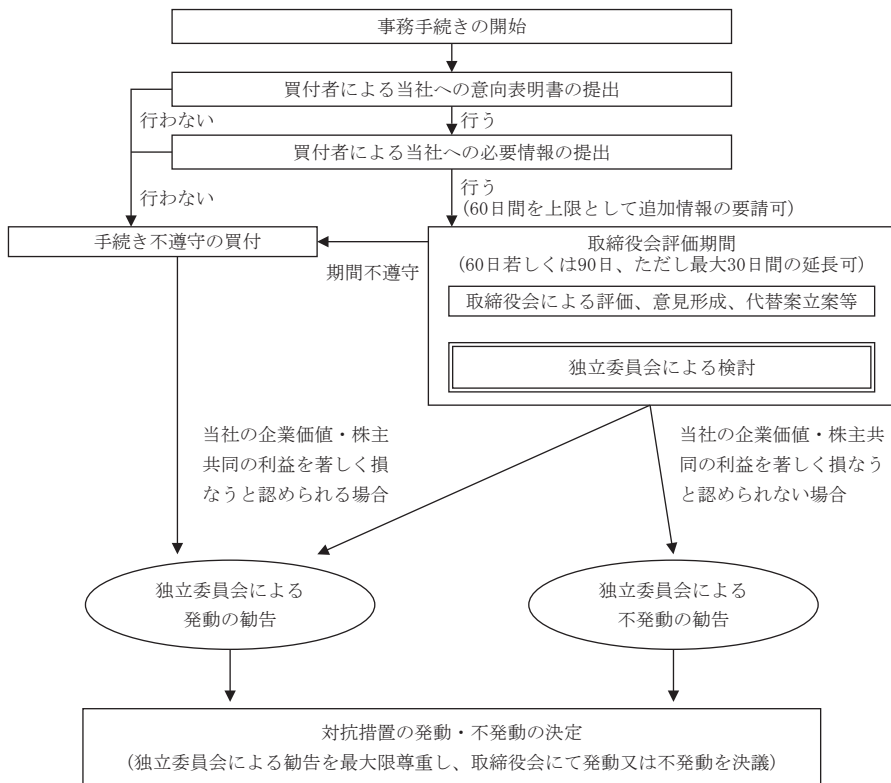 事務手続きの開始
買付者による当社への意向表明書の提出
行わない
行う
買付者による当社への必要情報の提出
行わない
行う
(60日間を上限として追加情報の要請可)
手続き不遵守の買付
期間不遵守
取締役会評価期間
(60日若しくは90日、ただし最大30日間の延長可)
取締役会による評価、意見形成、代替案立案等
独立委員会による検討
当社の企業価値・株主
共同の利益を著しく損
なうと認められる場合
当社の企業価値・株主共
同の利益を著しく損なう
と認められない場合
独立委員会による
発動の勧告
独立委員会による
不発動の勧告
対抗措置の発動・不発動の決定
(独立委員会による勧告を最大限尊重し、取締役会にて発動又は不発動を決議)